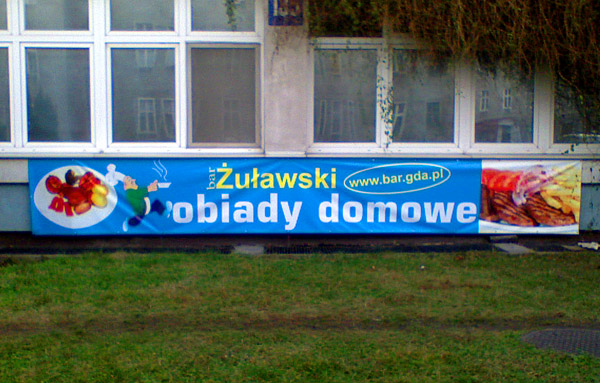 bar Żuławski www.bar.gda.pl
obiady domowe